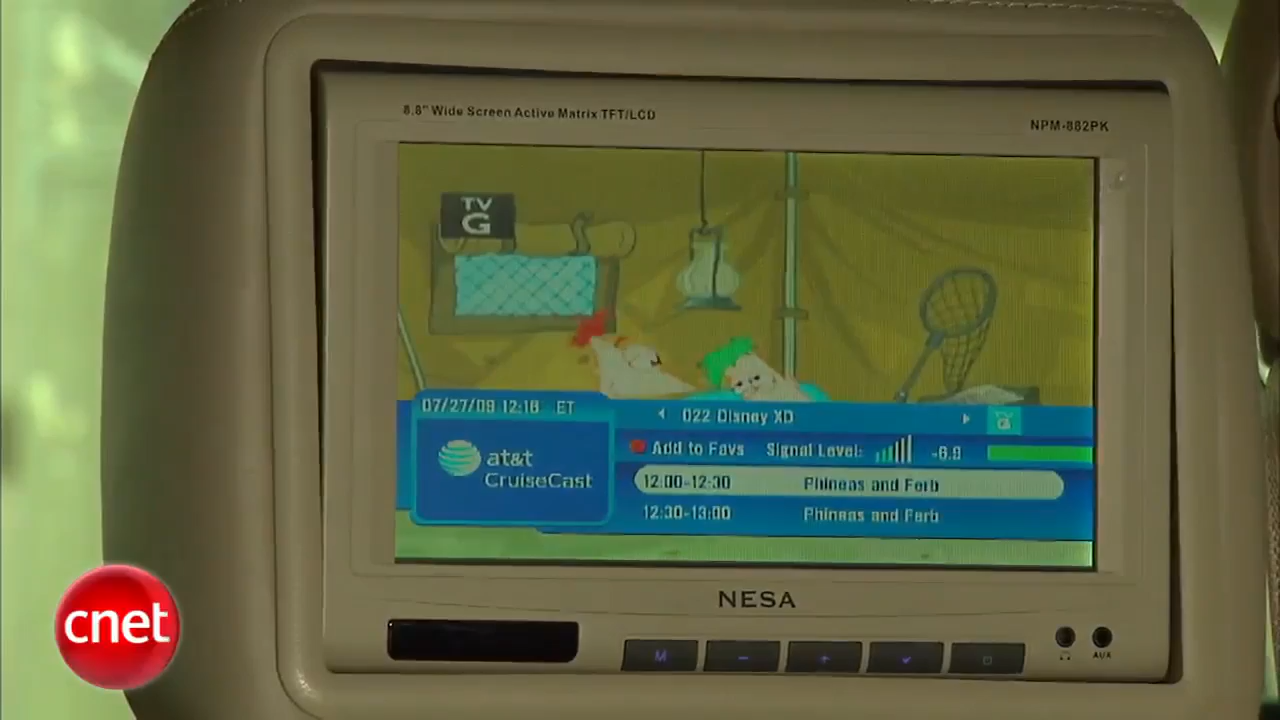 8.8" Wide Screen Active Matrix TFT/LCD
NPM-882PK
TV
G
07/27/09 12:16 ET
022 Disney XD
TV
G
at&t
CruiseCast
Add to Favs Signal Level: -6.9
12:00-12:30 Phineas and Ferb
12:30-13:00 Phineas and Ferb
NESA
cnet
M
AUX